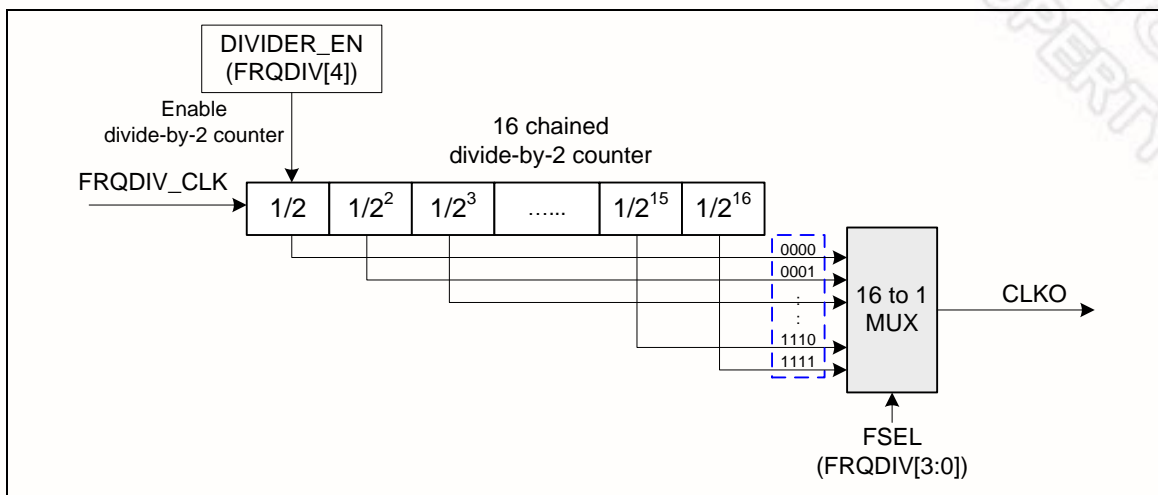 DIVIDER_EN
(FRQDIV[4])
Enable
divide-by-2 counter
16 chained
divide-by-2 counter
FRQDIV_CLK
1/2
1/2²
1/2³
…...
1/2¹⁵
1/2¹⁶
0000
0001
:
:
1110
1111
16 to 1
MUX
CLKO
FSEL
(FRQDIV[3:0])